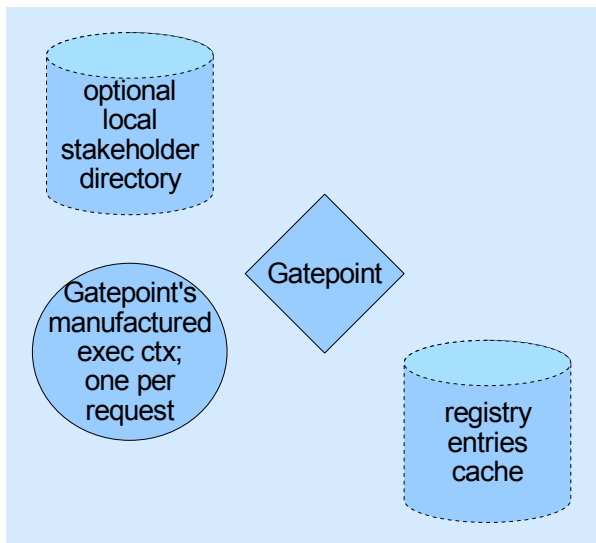 optional
local
stakeholder
directory
Gatepoint
Gatepoint's
manufactured
exec ctx;
one per
request
registry
entries
cache